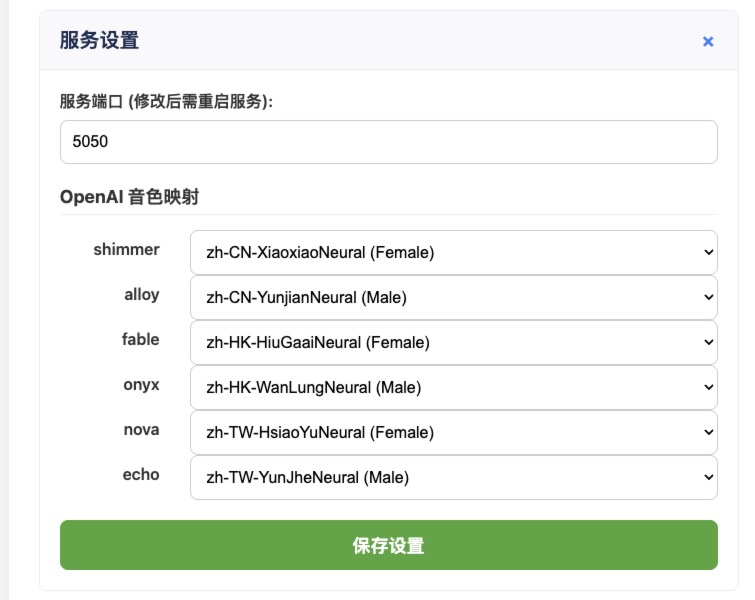 服务设置
×
服务端口 (修改后需重启服务):
5050
OpenAI 音色映射
shimmer zh-CN-XiaoxiaoNeural (Female)
alloy zh-CN-YunjianNeural (Male)
fable zh-HK-HiuGaaiNeural (Female)
onyx zh-HK-WanLungNeural (Male)
nova zh-TW-HsiaoYuNeural (Female)
echo zh-TW-YunJheNeural (Male)
保存设置